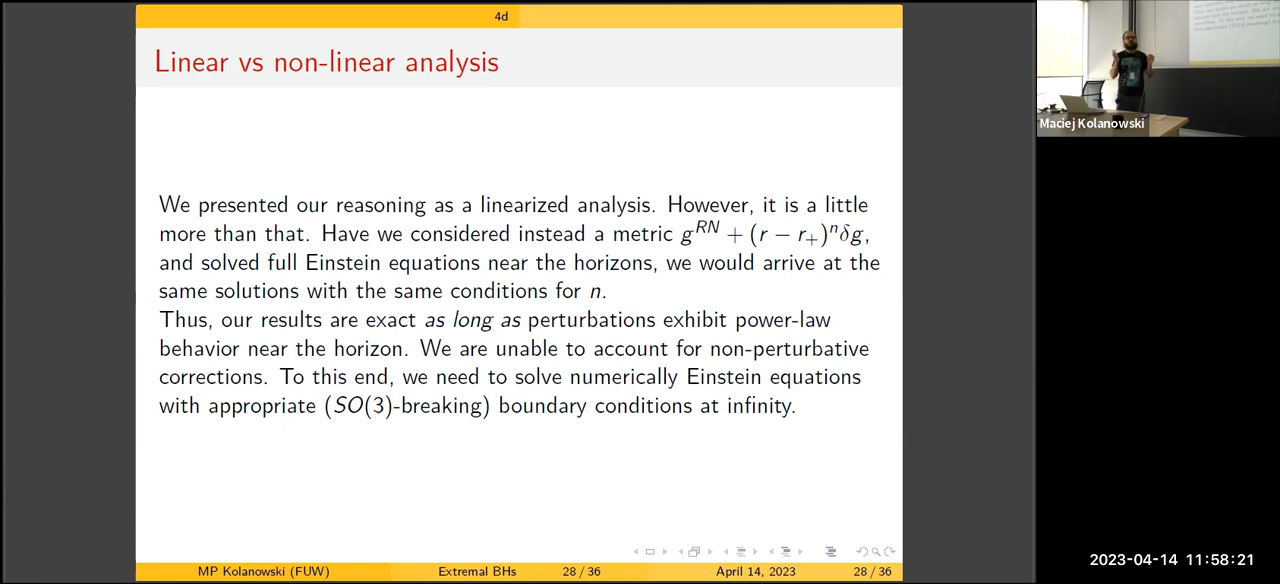 4d
Linear vs non-linear analysis
We presented our reasoning as a linearized analysis. However, it is a little
more than that. Have we considered instead a metric g^{RN} + (r − r_+)^n δg,
and solved full Einstein equations near the horizons, we would arrive at the
same solutions with the same conditions for n.
Thus, our results are exact as long as perturbations exhibit power-law
behavior near the horizon. We are unable to account for non-perturbative
corrections. To this end, we need to solve numerically Einstein equations
with appropriate (SO(3)-breaking) boundary conditions at infinity.
MP Kolanowski (FUW) Extremal BHs 28 / 36 April 14, 2023 28 / 36
Maciej Kolanowski
2023-04-14 11:58:21